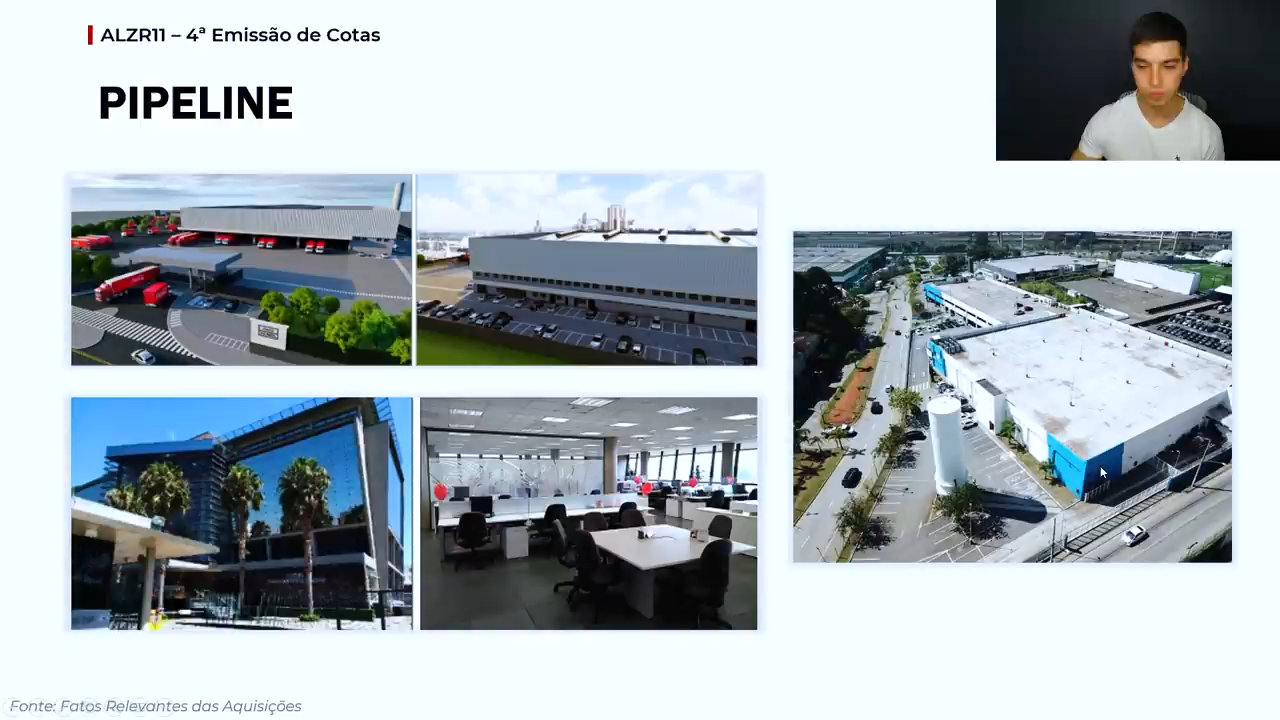 ALZR11 – 4ª Emissão de Cotas
PIPELINE
Fonte: Fatos Relevantes das Aquisições